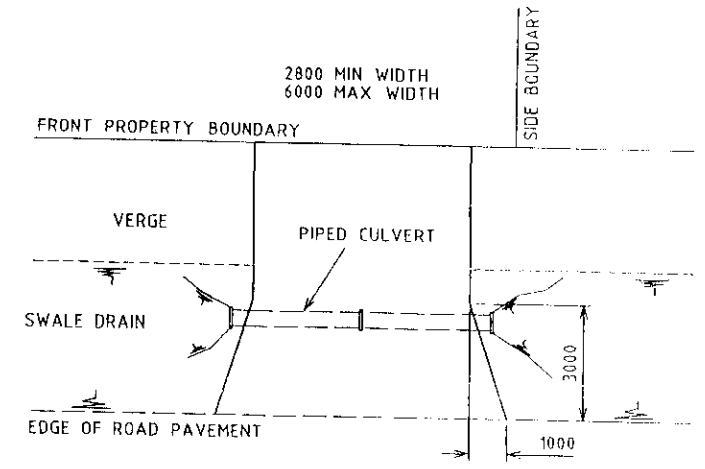 SIDE BOUNDARY
2800 MIN WIDTH
6000 MAX WIDTH
FRONT PROPERTY BOUNDARY
VERGE
PIPED CULVERT
SWALE DRAIN
3000
EDGE OF ROAD PAVEMENT
1000